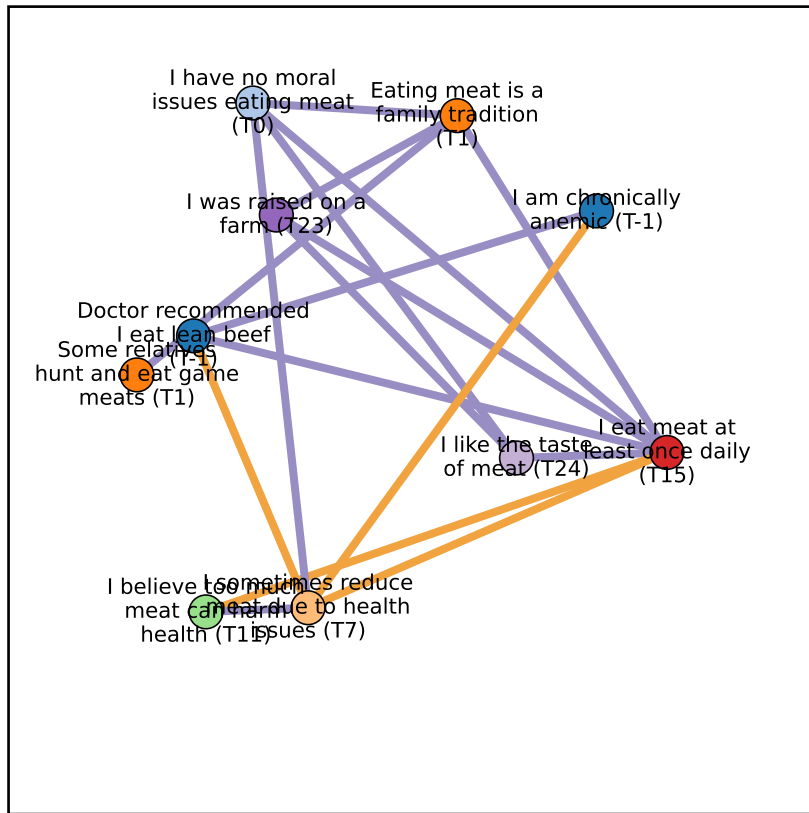 I have no moral
issues eating meat
(T0)
Eating meat is a
family tradition
(T1)
I was raised on a
farm (T23)
I am chronically
anemic (T-1)
Doctor recommended
I eat lean beef
(T-1)
Some relatives
hunt and eat game
meats (T1)
I like the taste
of meat (T24)
I eat meat at
least once daily
(T15)
I believe too much
meat can harm
health (T11)
I sometimes reduce
meat due to health
issues (T7)